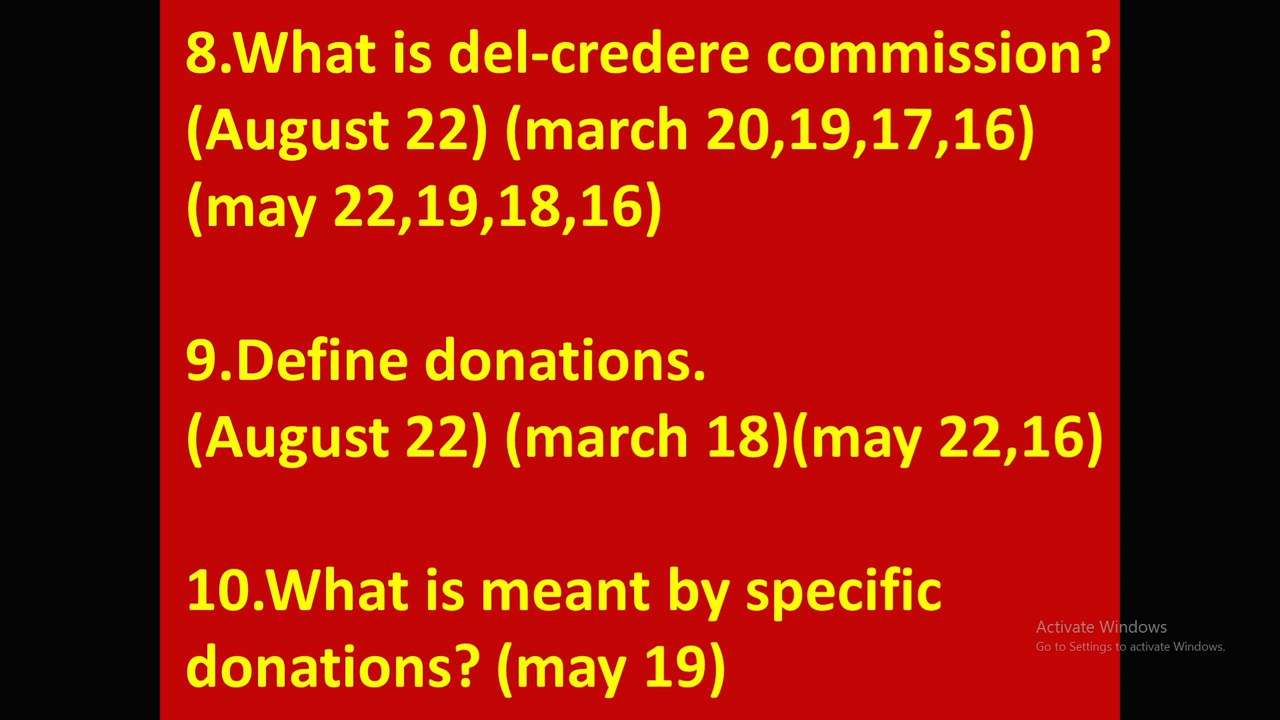 8.What is del-credere commission?
(August 22) (march 20,19,17,16)
(may 22,19,18,16)
9.Define donations.
(August 22) (march 18)(may 22,16)
10.What is meant by specific
donations? (may 19)
Activate Windows
Go to Settings to activate Windows.